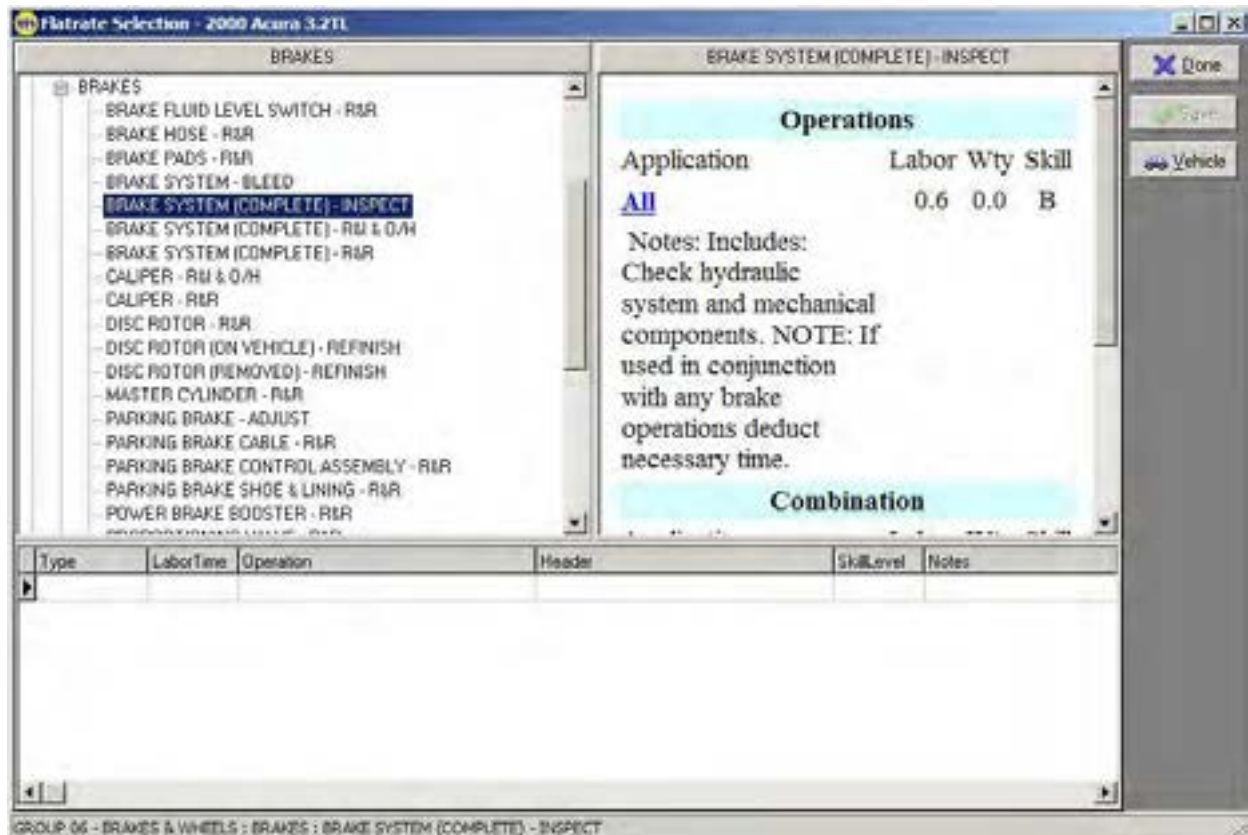 Flatrate Selection - 2000 Acura 3.2TL
BRAKES
BRAKES
BRAKE FLUID LEVEL SWITCH - R&R
BRAKE HOSE - R&R
BRAKE PADS - R&R
BRAKE SYSTEM - BLEED
BRAKE SYSTEM (COMPLETE) - INSPECT
BRAKE SYSTEM (COMPLETE) - R&I & O/H
BRAKE SYSTEM (COMPLETE) - R&R
CALIPER - R&I & O/H
CALIPER - R&R
DISC ROTOR - R&R
DISC ROTOR (ON VEHICLE) - REFINISH
DISC ROTOR (REMOVED) - REFINISH
MASTER CYLINDER - R&R
PARKING BRAKE - ADJUST
PARKING BRAKE CABLE - R&R
PARKING BRAKE CONTROL ASSEMBLY - R&R
PARKING BRAKE SHOE & LINING - R&R
POWER BRAKE BOOSTER - R&R
BRAKE SYSTEM (COMPLETE) - INSPECT
Operations
Application Labor Wty Skill
All 0.6 0.0 B
Notes: Includes:
Check hydraulic
system and mechanical
components. NOTE: If
used in conjunction
with any brake
operations deduct
necessary time.
Combination
Done
Save
Vehicle
Type LaborTime Operation Header SkillLevel Notes
GROUP 06 - BRAKES & WHEELS : BRAKES : BRAKE SYSTEM (COMPLETE) - INSPECT